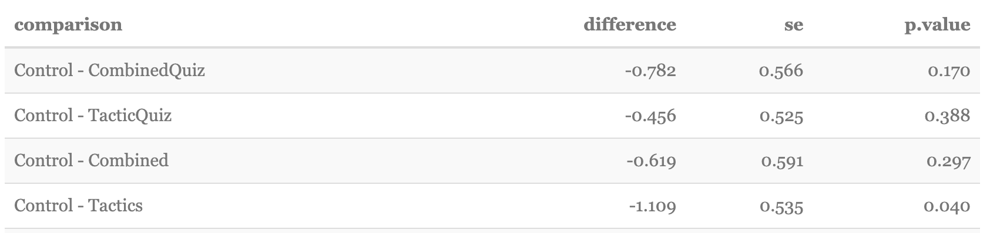 comparison difference se p.value
Control - CombinedQuiz -0.782 0.566 0.170
Control - TacticQuiz -0.456 0.525 0.388
Control - Combined -0.619 0.591 0.297
Control - Tactics -1.109 0.535 0.040